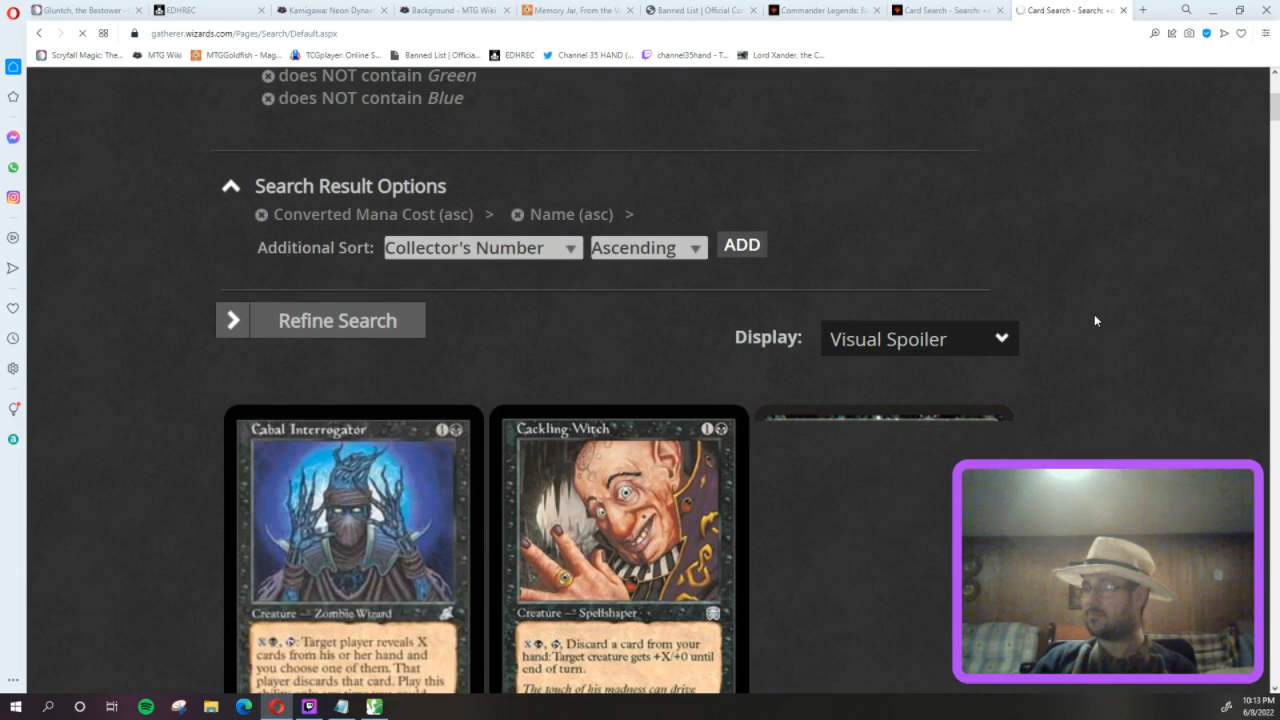 Gluntch, the Bestower -
EDHREC
Kamigawa: Neon Dynast
Background - MTG Wiki
Memory Jar, From the V
Banned List | Official Co
Commander Legends: B
Card Search - Search: +
Card Search - Search: +
gatherer.wizards.com/Pages/Search/Default.aspx
Scryfall Magic: The...
MTG Wiki
MTGGoldfish - Mag...
TCGplayer: Online S...
Banned List | Officia...
EDHREC
Channel 35 HAND (...
channel35hand - T...
Lord Xander, the C...
does NOT contain Green
does NOT contain Blue
Search Result Options
Converted Mana Cost (asc) > Name (asc) >
Additional Sort: Collector's Number Ascending ADD
Refine Search
Display: Visual Spoiler
Cabal Interrogator
Cackling Witch
Creature — Zombie Wizard
Creature — Spellshaper
Target player reveals X
cards from his or her hand and
you choose one of them. That
player discards that card. Play this
ability only any time you could
Discard a card from your
hand: Target creature gets +X/+0 until
end of turn.
The touch of his madness can drive
10:13 PM
6/8/2022